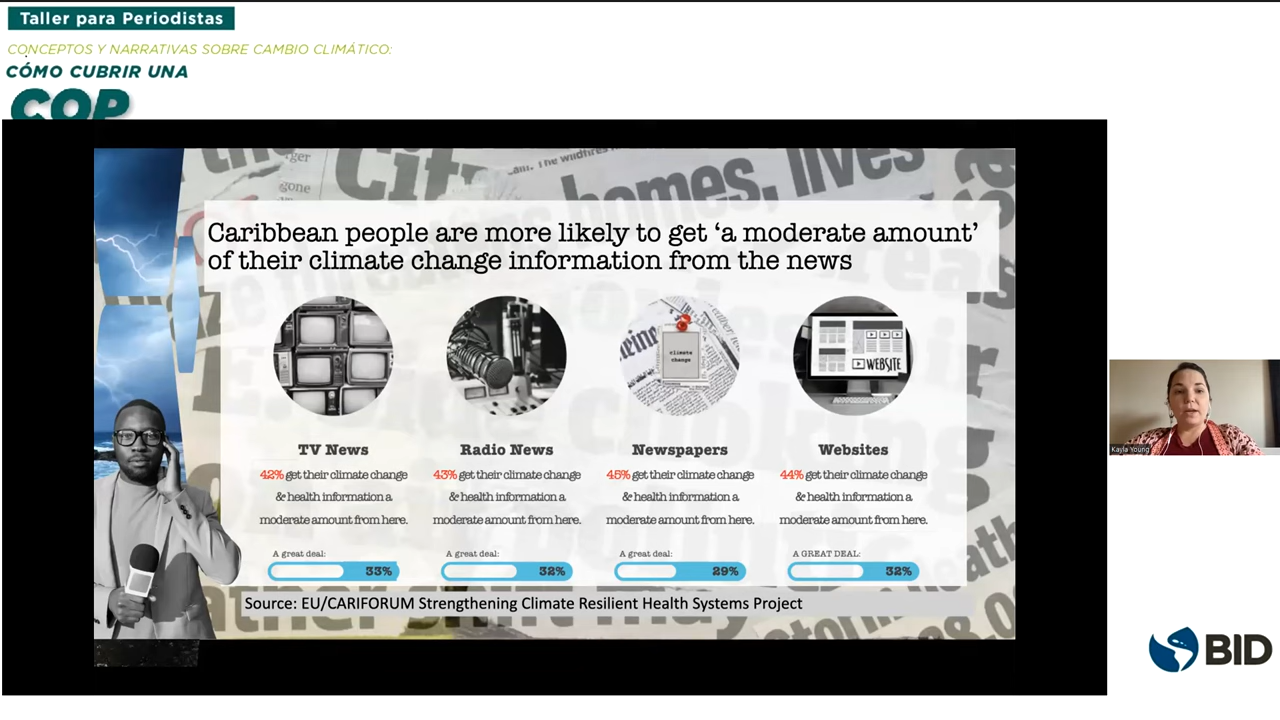 Taller para Periodistas
CONCEPTOS Y NARRATIVAS SOBRE CAMBIO CLIMÁTICO:
CÓMO CUBRIR UNA
COP
Caribbean people are more likely to get ‘a moderate amount’
of their climate change information from the news
climate
change
WEBSITE
TV News
42% get their climate change
& health information a
moderate amount from here.
A great deal:
33%
Radio News
43% get their climate change
& health information a
moderate amount from here.
A great deal:
32%
Newspapers
45% get their climate change
& health information a
moderate amount from here.
A great deal:
29%
Websites
44% get their climate change
& health information a
moderate amount from here.
A GREAT DEAL:
32%
Source: EU/CARIFORUM Strengthening Climate Resilient Health Systems Project
Kayla Young
BID